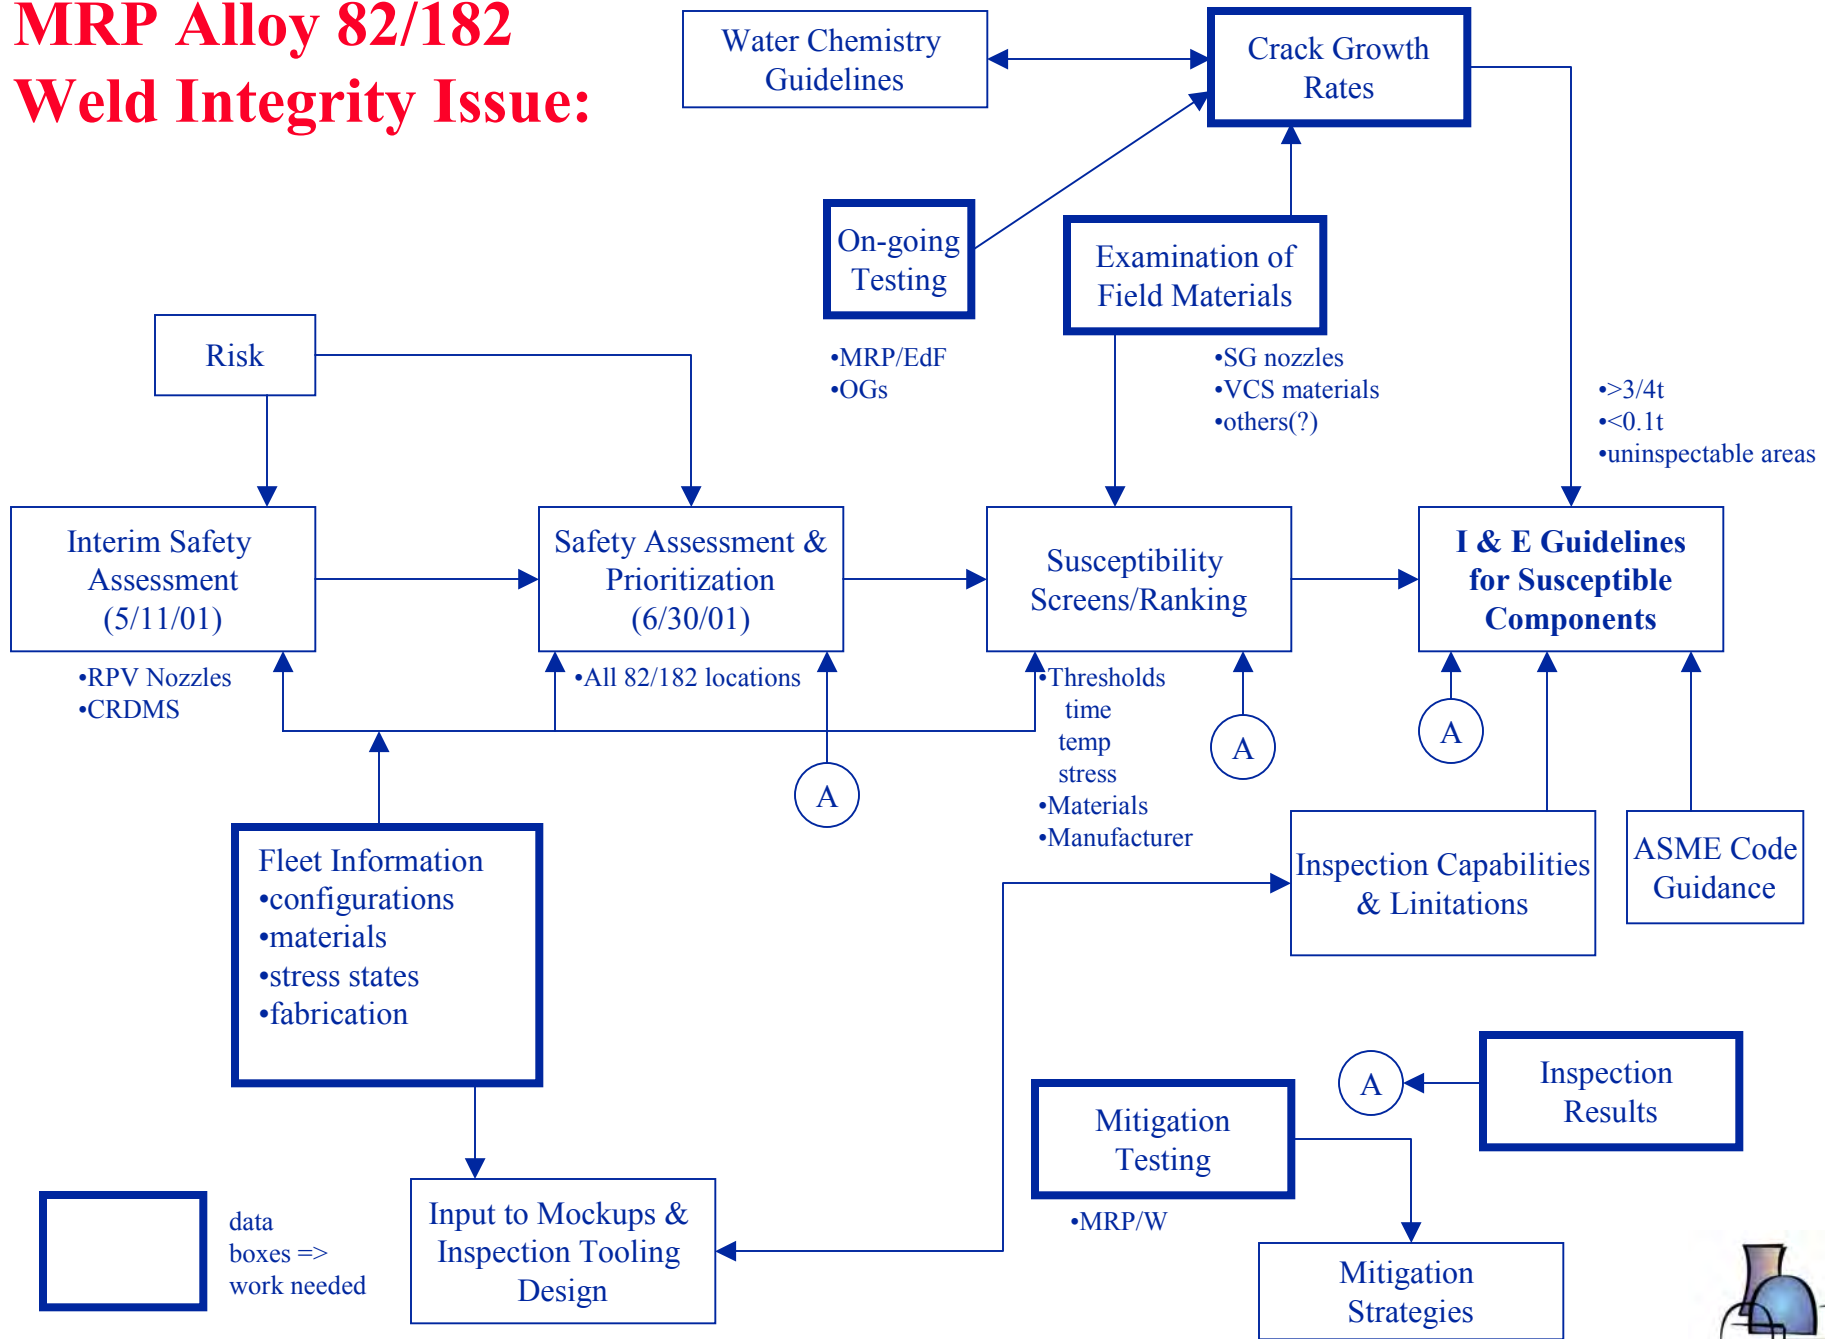 MRP Alloy 82/182
Weld Integrity Issue:
Water Chemistry
Guidelines
Crack Growth
Rates
On-going
Testing
•MRP/EdF
•OGs
Examination of
Field Materials
•SG nozzles
•VCS materials
•others(?)
•>3/4t
•<0.1t
•uninspectable areas
Risk
Interim Safety
Assessment
(5/11/01)
•RPV Nozzles
•CRDMS
Safety Assessment &
Prioritization
(6/30/01)
•All 82/182 locations
Susceptibility
Screens/Ranking
•Thresholds
time
temp
stress
•Materials
•Manufacturer
I & E Guidelines
for Susceptible
Components
A
A
A
Fleet Information
•configurations
•materials
•stress states
•fabrication
Inspection Capabilities
& Linitations
ASME Code
Guidance
A
Inspection
Results
Mitigation
Testing
•MRP/W
Mitigation
Strategies
Input to Mockups &
Inspection Tooling
Design
data
boxes =>
work needed